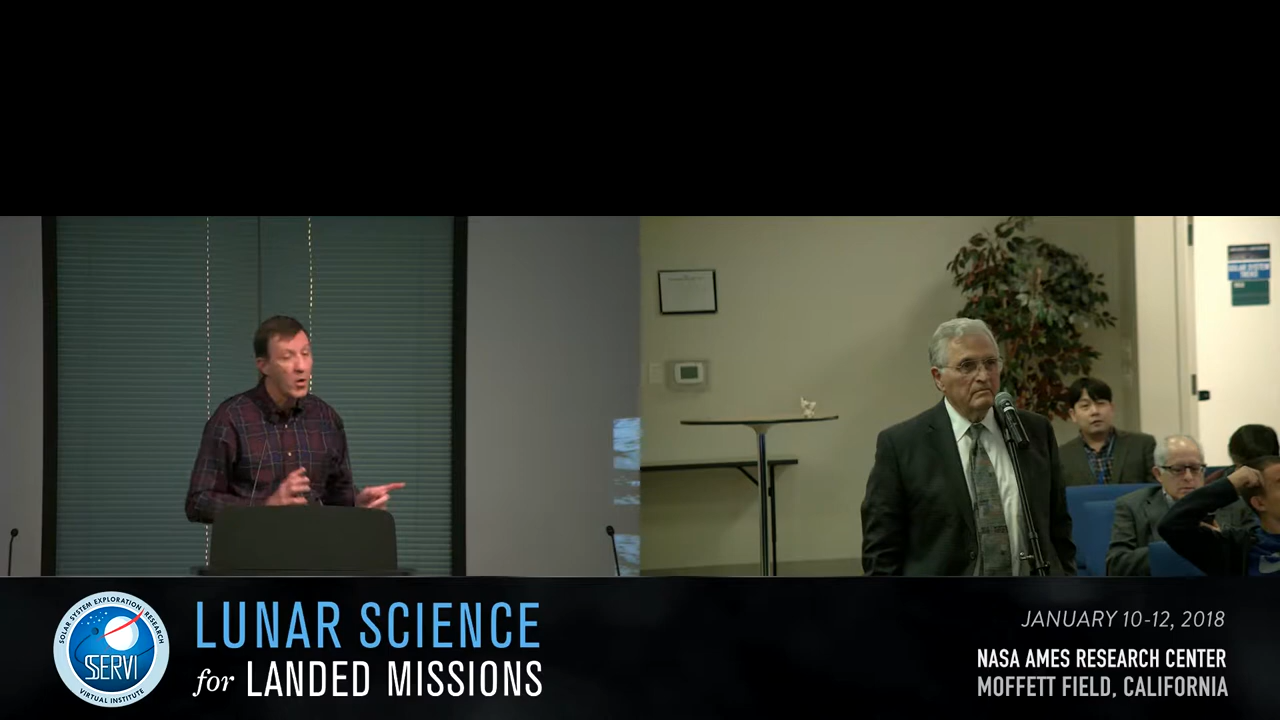 SOLAR SYSTEM EXPLORATION RESEARCH
SSERVI
VIRTUAL INSTITUTE
LUNAR SCIENCE
for LANDED MISSIONS
JANUARY 10-12, 2018
NASA AMES RESEARCH CENTER
MOFFETT FIELD, CALIFORNIA